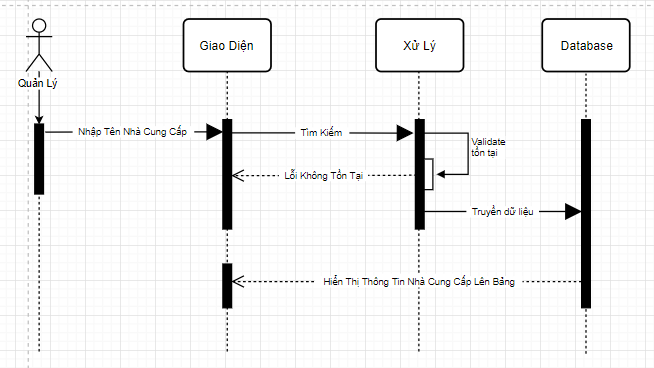 Giao Diện
Xử Lý
Database
Quản Lý
Nhập Tên Nhà Cung Cấp
Tìm Kiếm
Validate
tồn tại
Lỗi Không Tồn Tại
Truyền dữ liệu
Hiển Thị Thông Tin Nhà Cung Cấp Lên Bảng